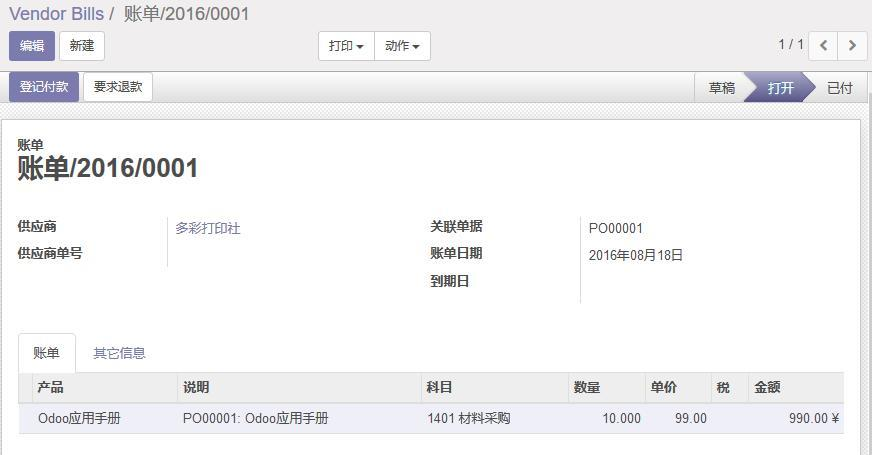 Vendor Bills / 账单/2016/0001
编辑 新建 打印 动作 1 / 1
登记付款 要求退款 草稿 打开 已付
账单
账单/2016/0001
供应商 多彩打印社 关联单据 PO00001
供应商单号 账单日期 2016年08月18日
到期日
账单 其它信息
产品 说明 科目 数量 单价 税 金额
Odoo应用手册 PO00001: Odoo应用手册 1401 材料采购 10.000 99.00 990.00 ¥